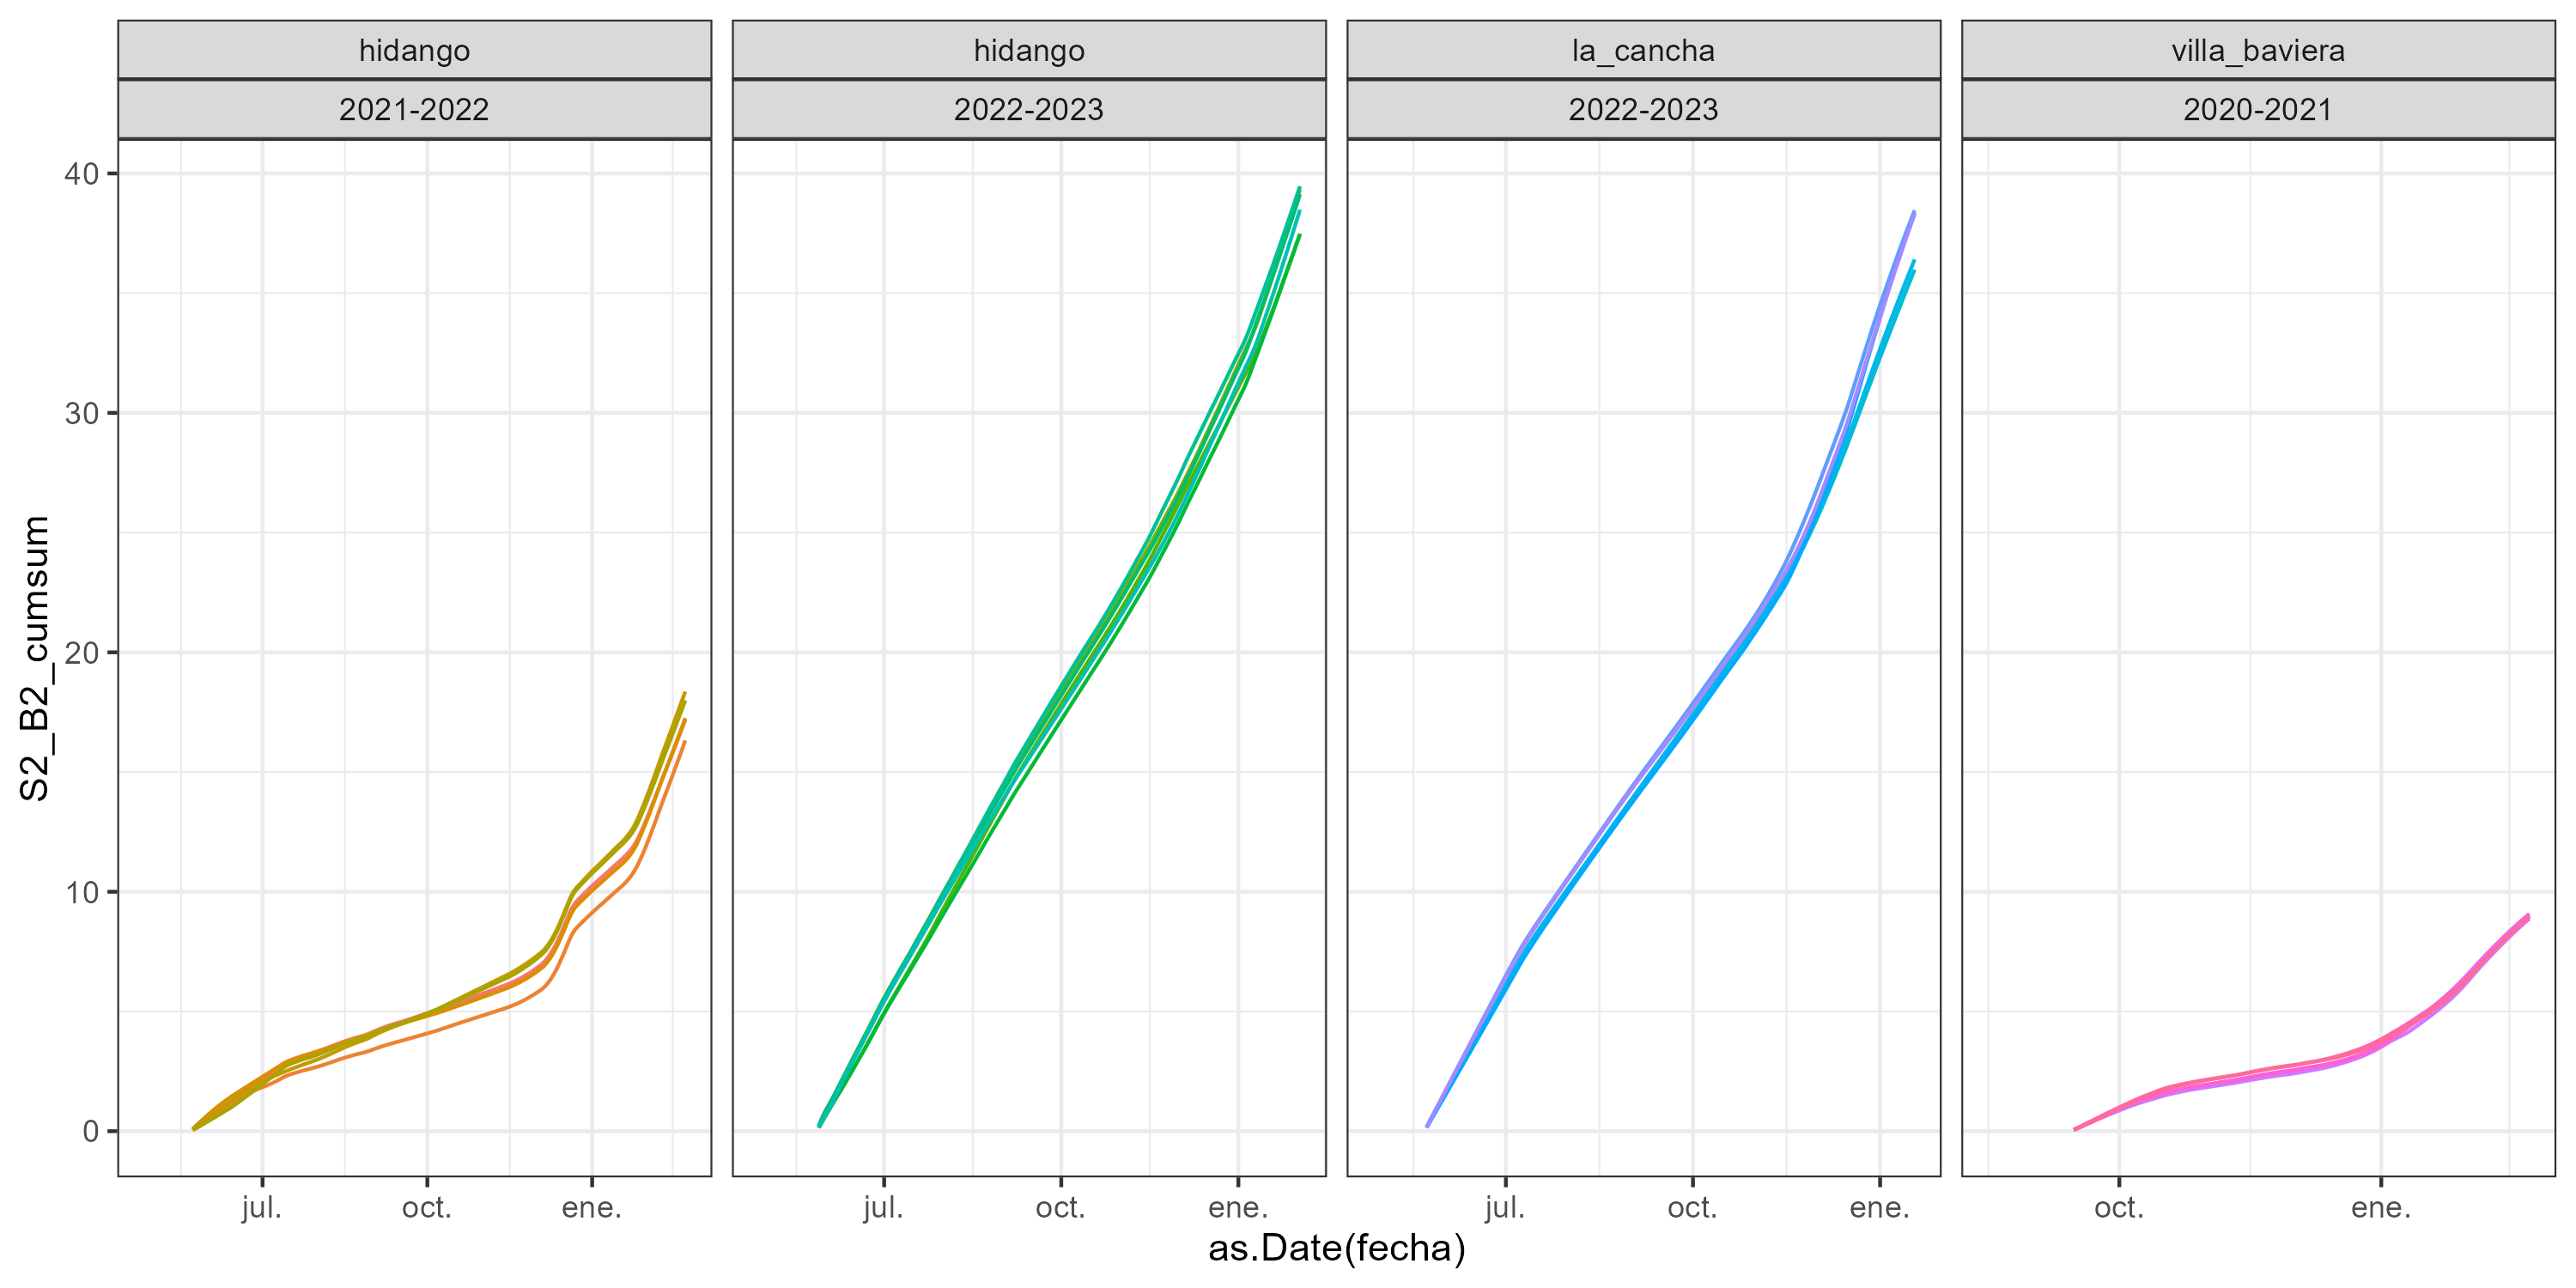 hidango
hidango
la_cancha
villa_baviera
2021-2022
2022-2023
2022-2023
2020-2021
40
30
20
10
0
S2_B2_cumsum
jul.
oct.
ene.
jul.
oct.
ene.
jul.
oct.
ene.
oct.
ene.
as.Date(fecha)